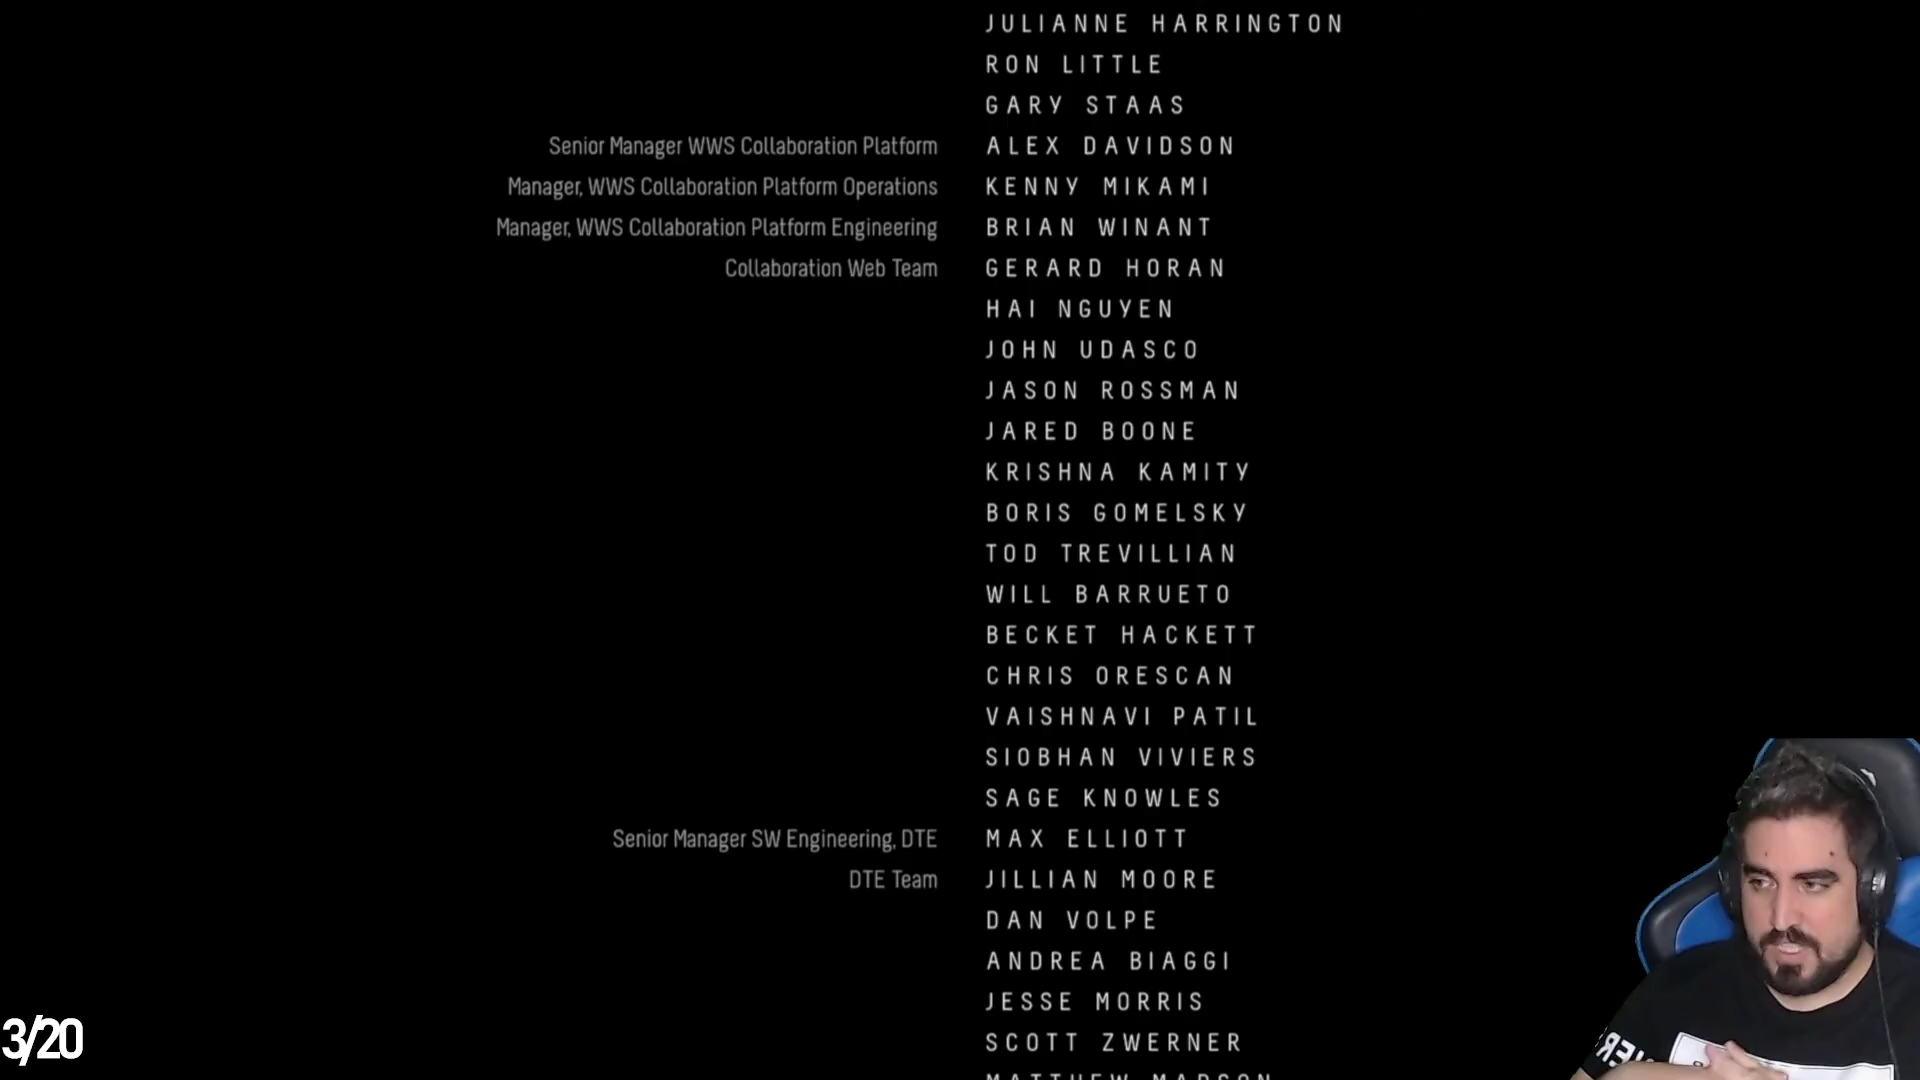 JULIANNE HARRINGTON
RON LITTLE
GARY STAAS
Senior Manager WWS Collaboration Platform ALEX DAVIDSON
Manager, WWS Collaboration Platform Operations KENNY MIKAMI
Manager, WWS Collaboration Platform Engineering BRIAN WINANT
Collaboration Web Team GERARD HORAN
HAI NGUYEN
JOHN UDASCO
JASON ROSSMAN
JARED BOONE
KRISHNA KAMITY
BORIS GOMELSKY
TOD TREVILLIAN
WILL BARRUETO
BECKET HACKETT
CHRIS ORESCAN
VAISHNAVI PATIL
SIOBHAN VIVIERS
SAGE KNOWLES
Senior Manager SW Engineering, DTE MAX ELLIOTT
DTE Team JILLIAN MOORE
DAN VOLPE
ANDREA BIAGGI
JESSE MORRIS
SCOTT ZWERNER
MATTHEW
3/20